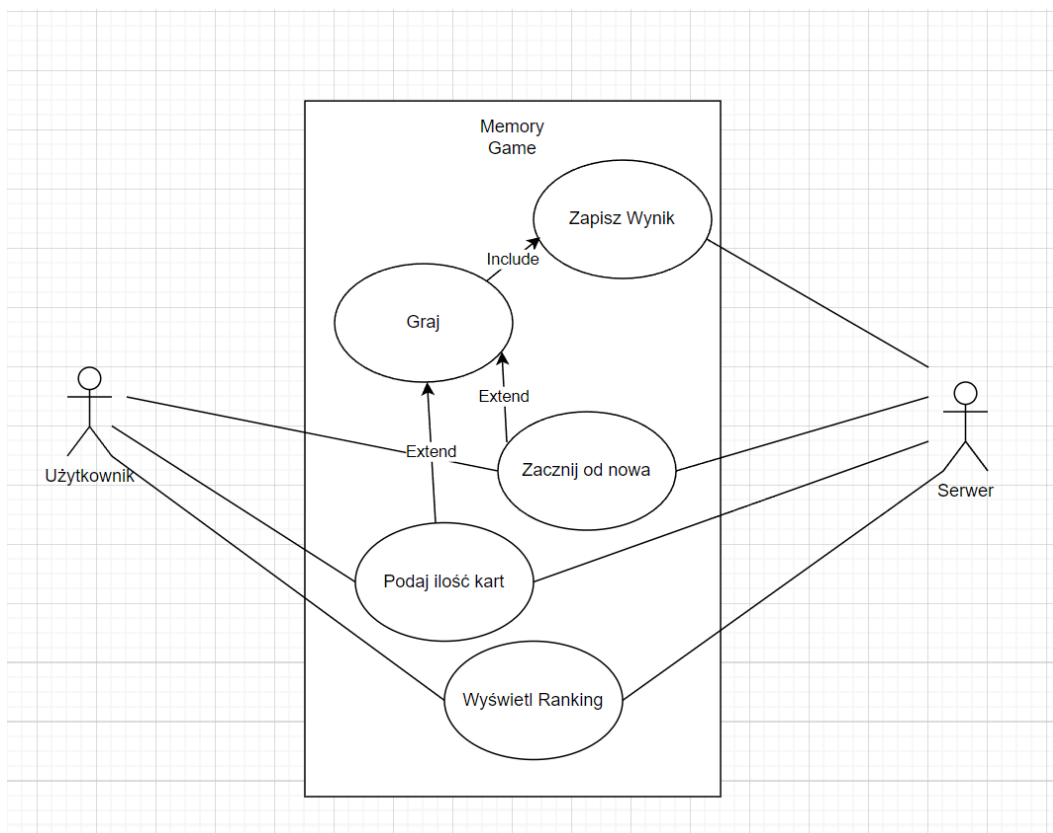 Memory
Game
Zapisz Wynik
Include
Graj
Extend
Extend
Zacznij od nowa
Użytkownik
Serwer
Podaj ilość kart
Wyświetl Ranking